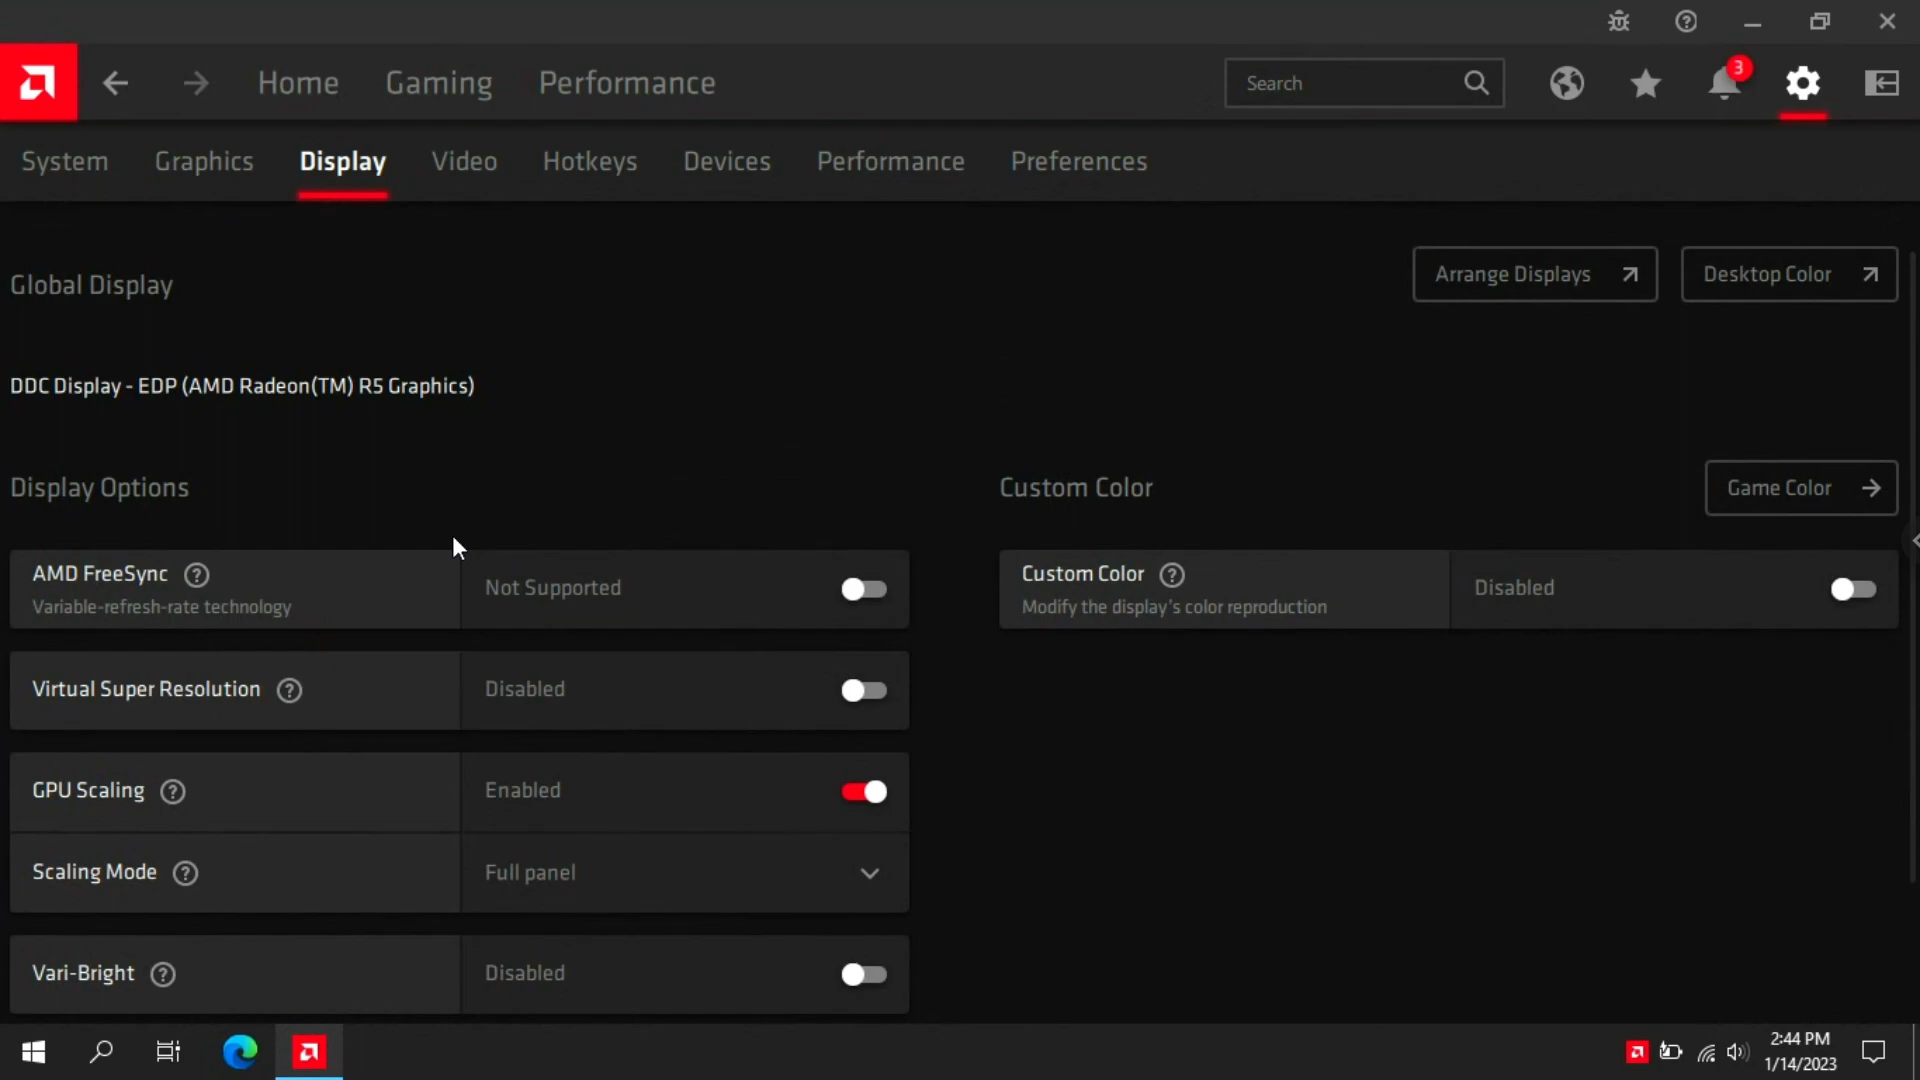 Home Gaming Performance Search 3
System Graphics Display Video Hotkeys Devices Performance Preferences
Global Display Arrange Displays Desktop Color
DDC Display - EDP (AMD Radeon(TM) R5 Graphics)
Display Options
AMD FreeSync
Variable-refresh-rate technology
Not Supported
Virtual Super Resolution Disabled
GPU Scaling Enabled
Scaling Mode Full panel
Vari-Bright Disabled
Custom Color Game Color
Custom Color
Modify the display's color reproduction
Disabled
2:44 PM
1/14/2023